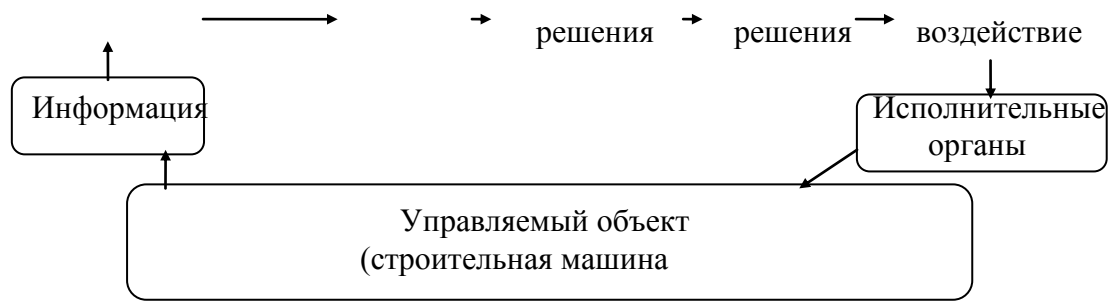 решения решения воздействие
Информация
Исполнительные
органы
Управляемый объект
(строительная машина